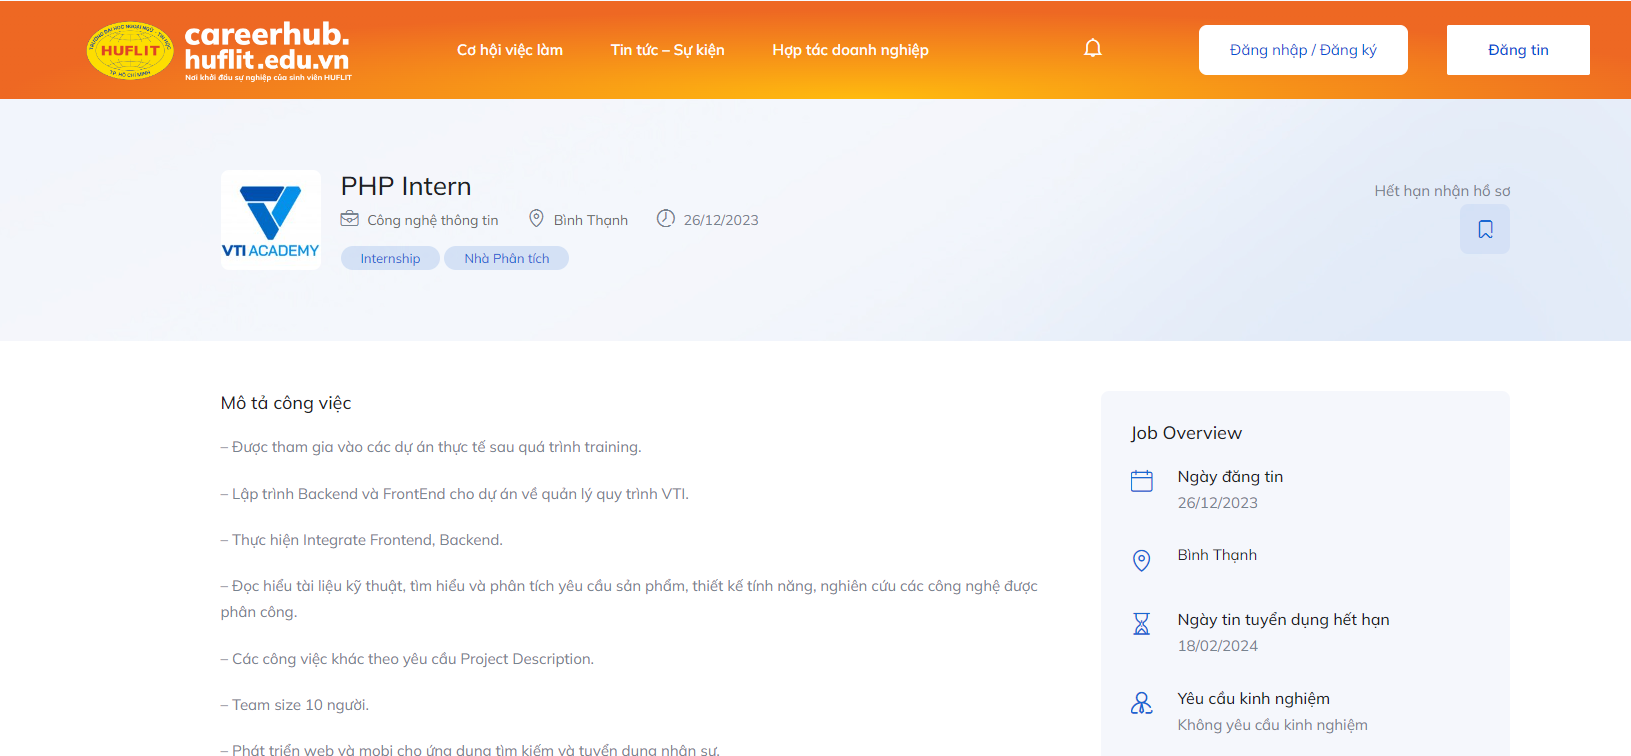 TRƯỜNG ĐẠI HỌC NGOẠI NGỮ - TIN HỌC
HUFLIT
TP. HỒ CHÍ MINH
careerhub.
huflit.edu.vn
Nơi khởi đầu sự nghiệp của sinh viên HUFLIT
Cơ hội việc làm
Tin tức – Sự kiện
Hợp tác doanh nghiệp
Đăng nhập / Đăng ký
Đăng tin
VTI ACADEMY
PHP Intern
Công nghệ thông tin
Bình Thạnh
26/12/2023
Internship
Nhà Phân tích
Hết hạn nhận hồ sơ
Mô tả công việc
– Được tham gia vào các dự án thực tế sau quá trình training.
– Lập trình Backend và FrontEnd cho dự án về quản lý quy trình VTI.
– Thực hiện Integrate Frontend, Backend.
– Đọc hiểu tài liệu kỹ thuật, tìm hiểu và phân tích yêu cầu sản phẩm, thiết kế tính năng, nghiên cứu các công nghệ được
phân công.
– Các công việc khác theo yêu cầu Project Description.
– Team size 10 người.
– Phát triển web và mobi cho ứng dụng tìm kiếm và tuyển dụng nhân sự.
Job Overview
Ngày đăng tin
26/12/2023
Bình Thạnh
Ngày tin tuyển dụng hết hạn
18/02/2024
Yêu cầu kinh nghiệm
Không yêu cầu kinh nghiệm